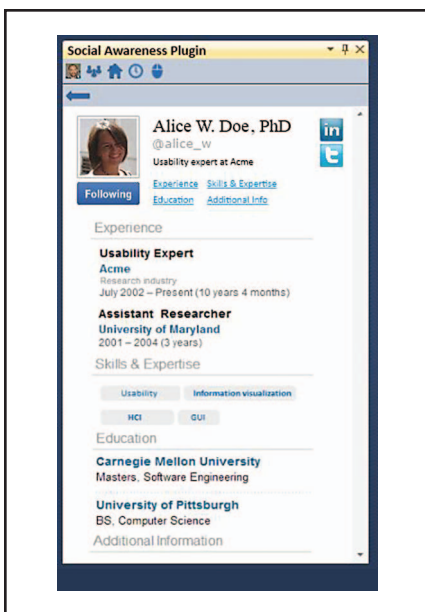 Social Awareness Plugin
Alice W. Doe, PhD
@alice_w
Usability expert at Acme
Following
Experience Skills & Expertise
Education Additional Info
in
t
Experience
Usability Expert
Acme
Research industry
July 2002 – Present (10 years 4 months)
Assistant Researcher
University of Maryland
2001 – 2004 (3 years)
Skills & Expertise
Usability Information visualization
HCI GUI
Education
Carnegie Mellon University
Masters, Software Engineering
University of Pittsburgh
BS, Computer Science
Additional Information